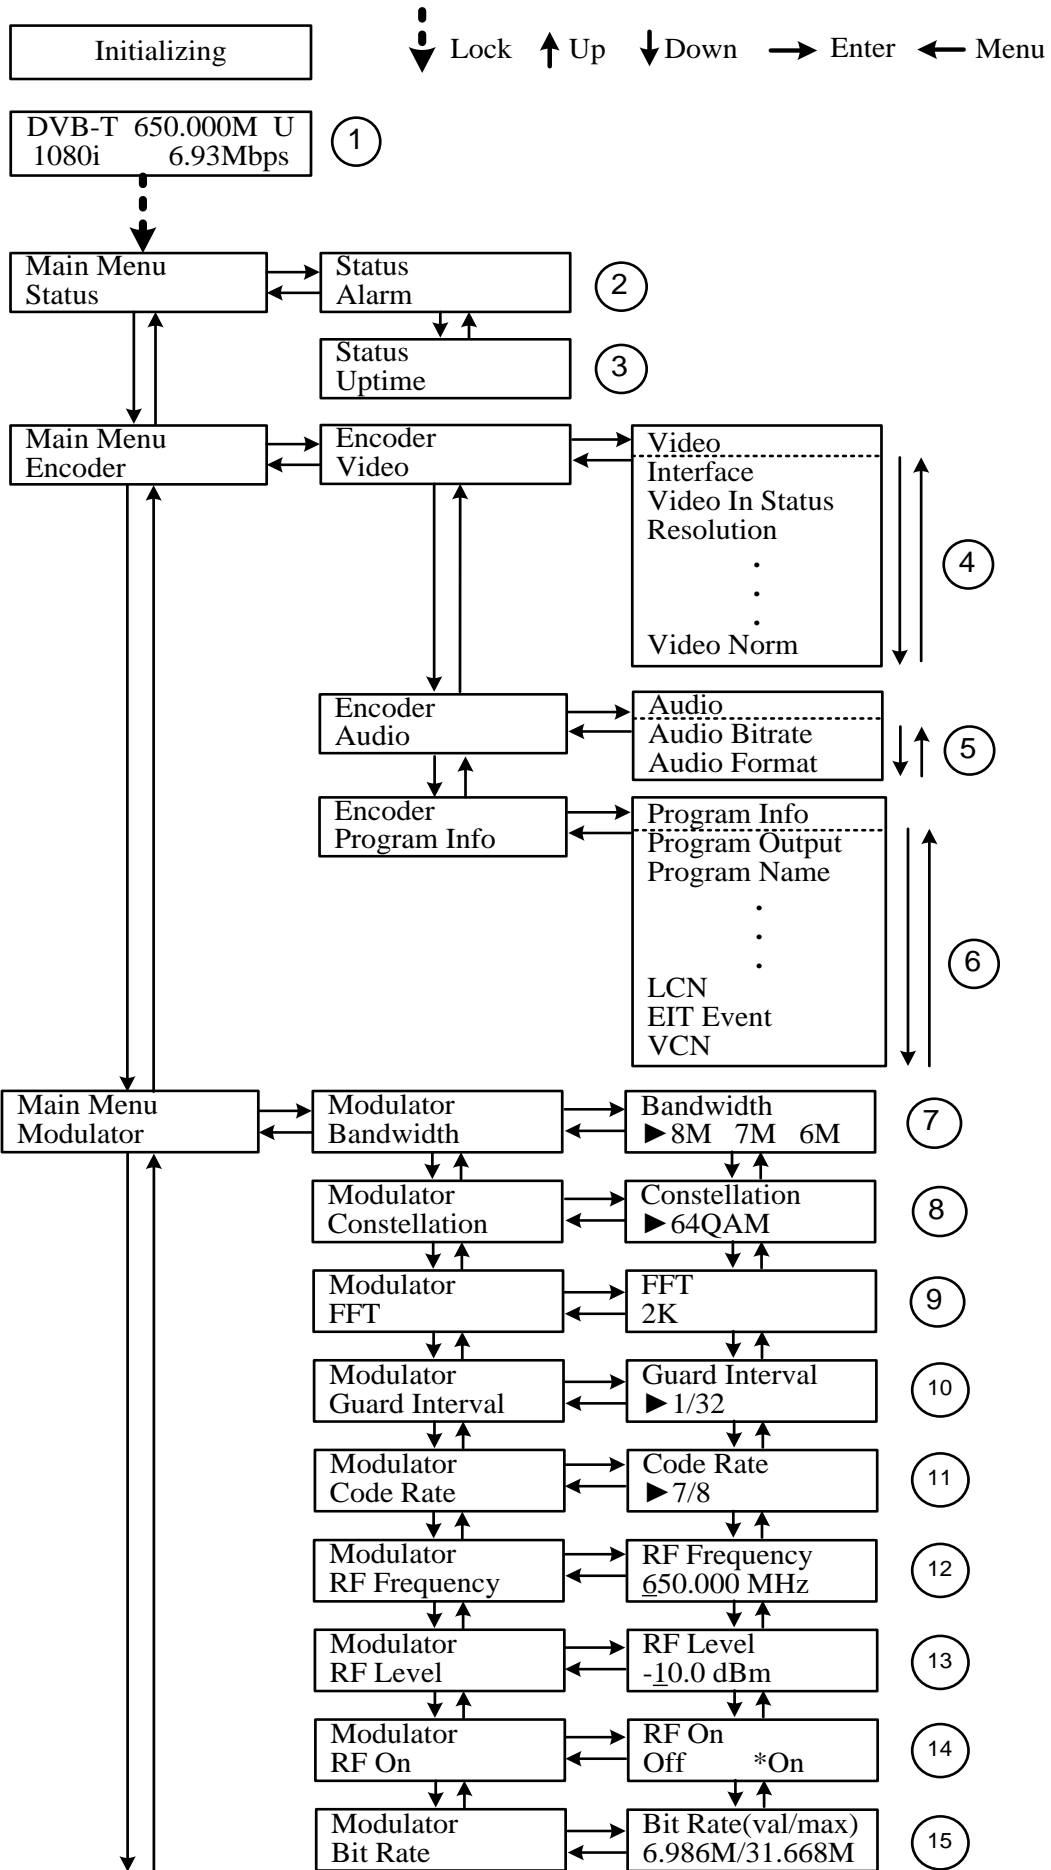 Initializing
Lock
Up
Down
Enter
Menu
DVB-T 650.000M U
1080i 6.93Mbps
1
Main Menu
Status
Status
Alarm
2
Status
Uptime
3
Main Menu
Encoder
Encoder
Video
Video
Interface
Video In Status
Resolution
.
.
.
Video Norm
4
Encoder
Audio
Audio
Audio Bitrate
Audio Format
5
Encoder
Program Info
Program Info
Program Output
Program Name
.
.
.
LCN
EIT Event
VCN
6
Main Menu
Modulator
Modulator
Bandwidth
Bandwidth
►8M 7M 6M
7
Modulator
Constellation
Constellation
►64QAM
8
Modulator
FFT
FFT
2K
9
Modulator
Guard Interval
Guard Interval
►1/32
10
Modulator
Code Rate
Code Rate
►7/8
11
Modulator
RF Frequency
RF Frequency
650.000 MHz
12
Modulator
RF Level
RF Level
-10.0 dBm
13
Modulator
RF On
RF On
Off *On
14
Modulator
Bit Rate
Bit Rate(val/max)
6.986M/31.668M
15